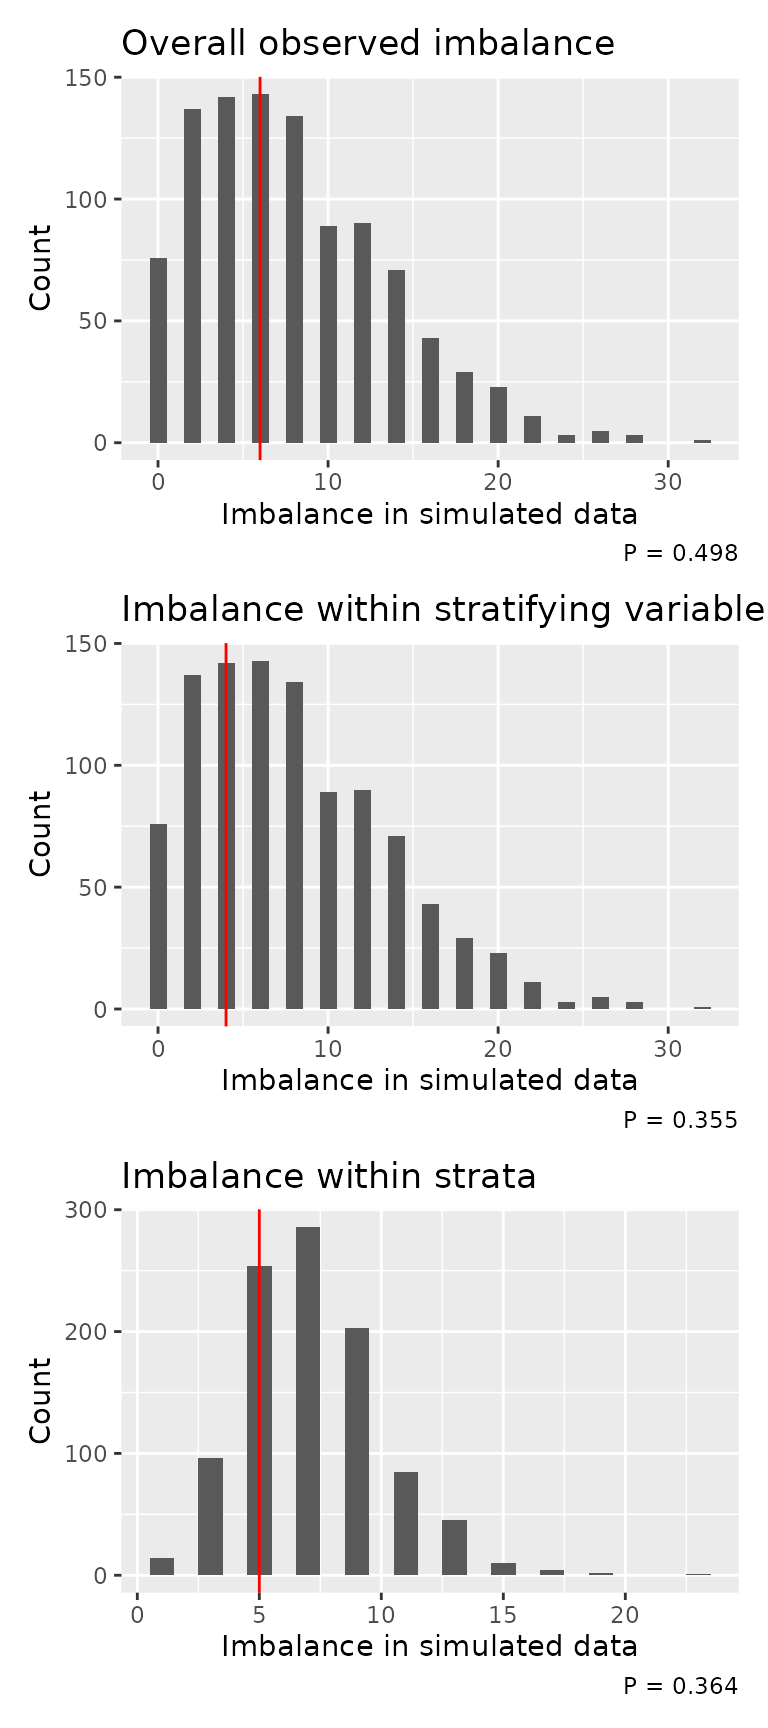 Overall observed imbalance
150
100
50
0
Count
0 10 20 30
Imbalance in simulated data
P = 0.498
Imbalance within stratifying variable
150
100
50
0
Count
0 10 20 30
Imbalance in simulated data
P = 0.355
Imbalance within strata
300
200
100
0
Count
0 5 10 15 20
Imbalance in simulated data
P = 0.364